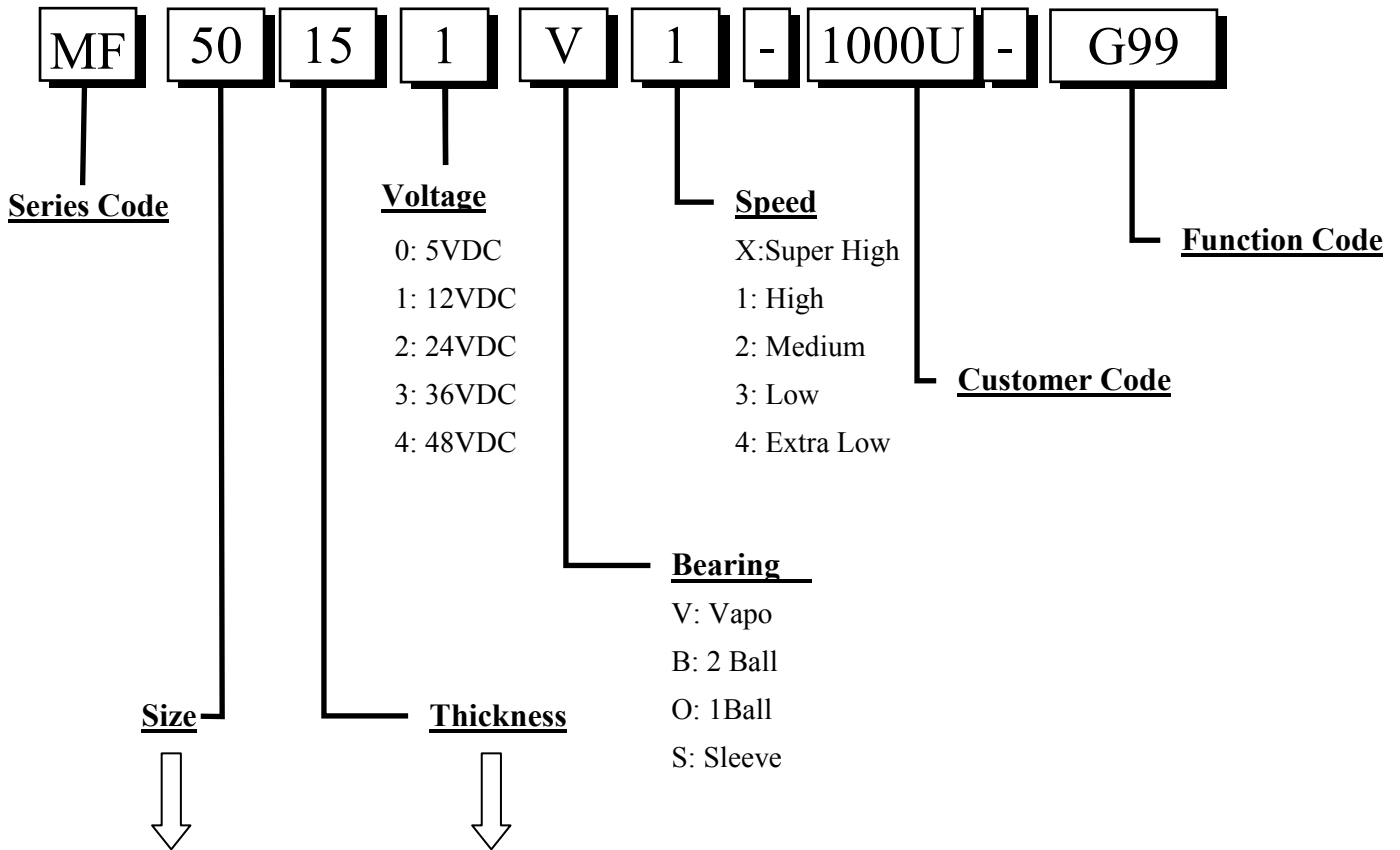 MF 50 15 1 V 1 - 1000U - G99
Series Code
Voltage
0: 5VDC
1: 12VDC
2: 24VDC
3: 36VDC
4: 48VDC
Speed
X:Super High
1: High
2: Medium
3: Low
4: Extra Low
Function Code
Customer Code
Bearing
V: Vapo
B: 2 Ball
O: 1Ball
S: Sleeve
Size
Thickness